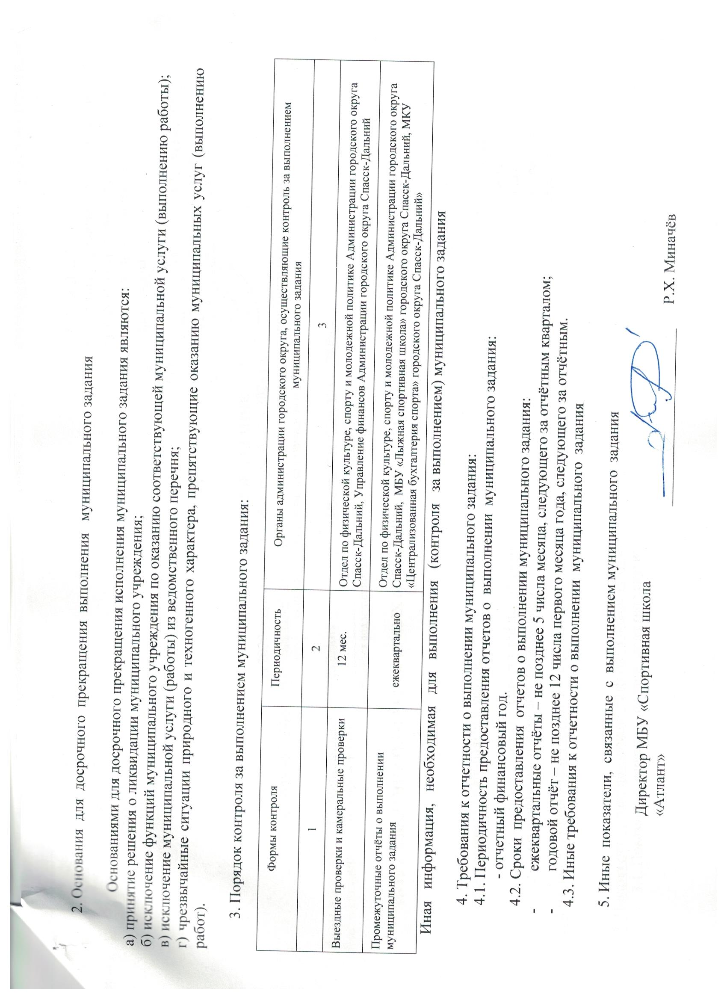 2. Основания для досрочного прекращения выполнения муниципального задания
Основаниями для досрочного прекращения исполнения муниципального задания являются:
а) принятие решения о ликвидации муниципального учреждения;
б) исключение функций муниципального учреждения по оказанию соответствующей муниципальной услуги (выполнению работы);
в) исключение муниципальной услуги (работы) из ведомственного перечня;
г) чрезвычайные ситуации природного и техногенного характера, препятствующие оказанию муниципальных услуг (выполнению
работ).
3. Порядок контроля за выполнением муниципального задания:
Формы контроля
Периодичность
Органы администрации городского округа, осуществляющие контроль за выполнением
муниципального задания
1
2
3
Выездные проверки и камеральные проверки
12 мес.
Отдел по физической культуре, спорту и молодежной политике Администрации городского округа
Спасск-Дальний, Управление финансов Администрации городского округа Спасск-Дальний
Промежуточные отчёты о выполнении
муниципального задания
ежеквартально
Отдел по физической культуре, спорту и молодежной политике Администрации городского округа
Спасск-Дальний, МБУ «Лыжная спортивная школа» городского округа Спасск-Дальний, МКУ
«Централизованная бухгалтерия спорта» городского округа Спасск-Дальний»
Иная информация, необходимая для выполнения (контроля за выполнением) муниципального задания
4. Требования к отчетности о выполнении муниципального задания:
4.1. Периодичность предоставления отчетов о выполнении муниципального задания:
- отчетный финансовый год.
4.2. Сроки предоставления отчетов о выполнении муниципального задания:
- ежеквартальные отчёты – не позднее 5 числа месяца, следующего за отчётным кварталом;
- годовой отчёт – не позднее 12 числа первого месяца года, следующего за отчётным.
4.3. Иные требования к отчетности о выполнении муниципального задания
5. Иные показатели, связанные с выполнением муниципального задания
Директор МБУ «Спортивная школа
«Атлант»
Р.Х. Миначёв